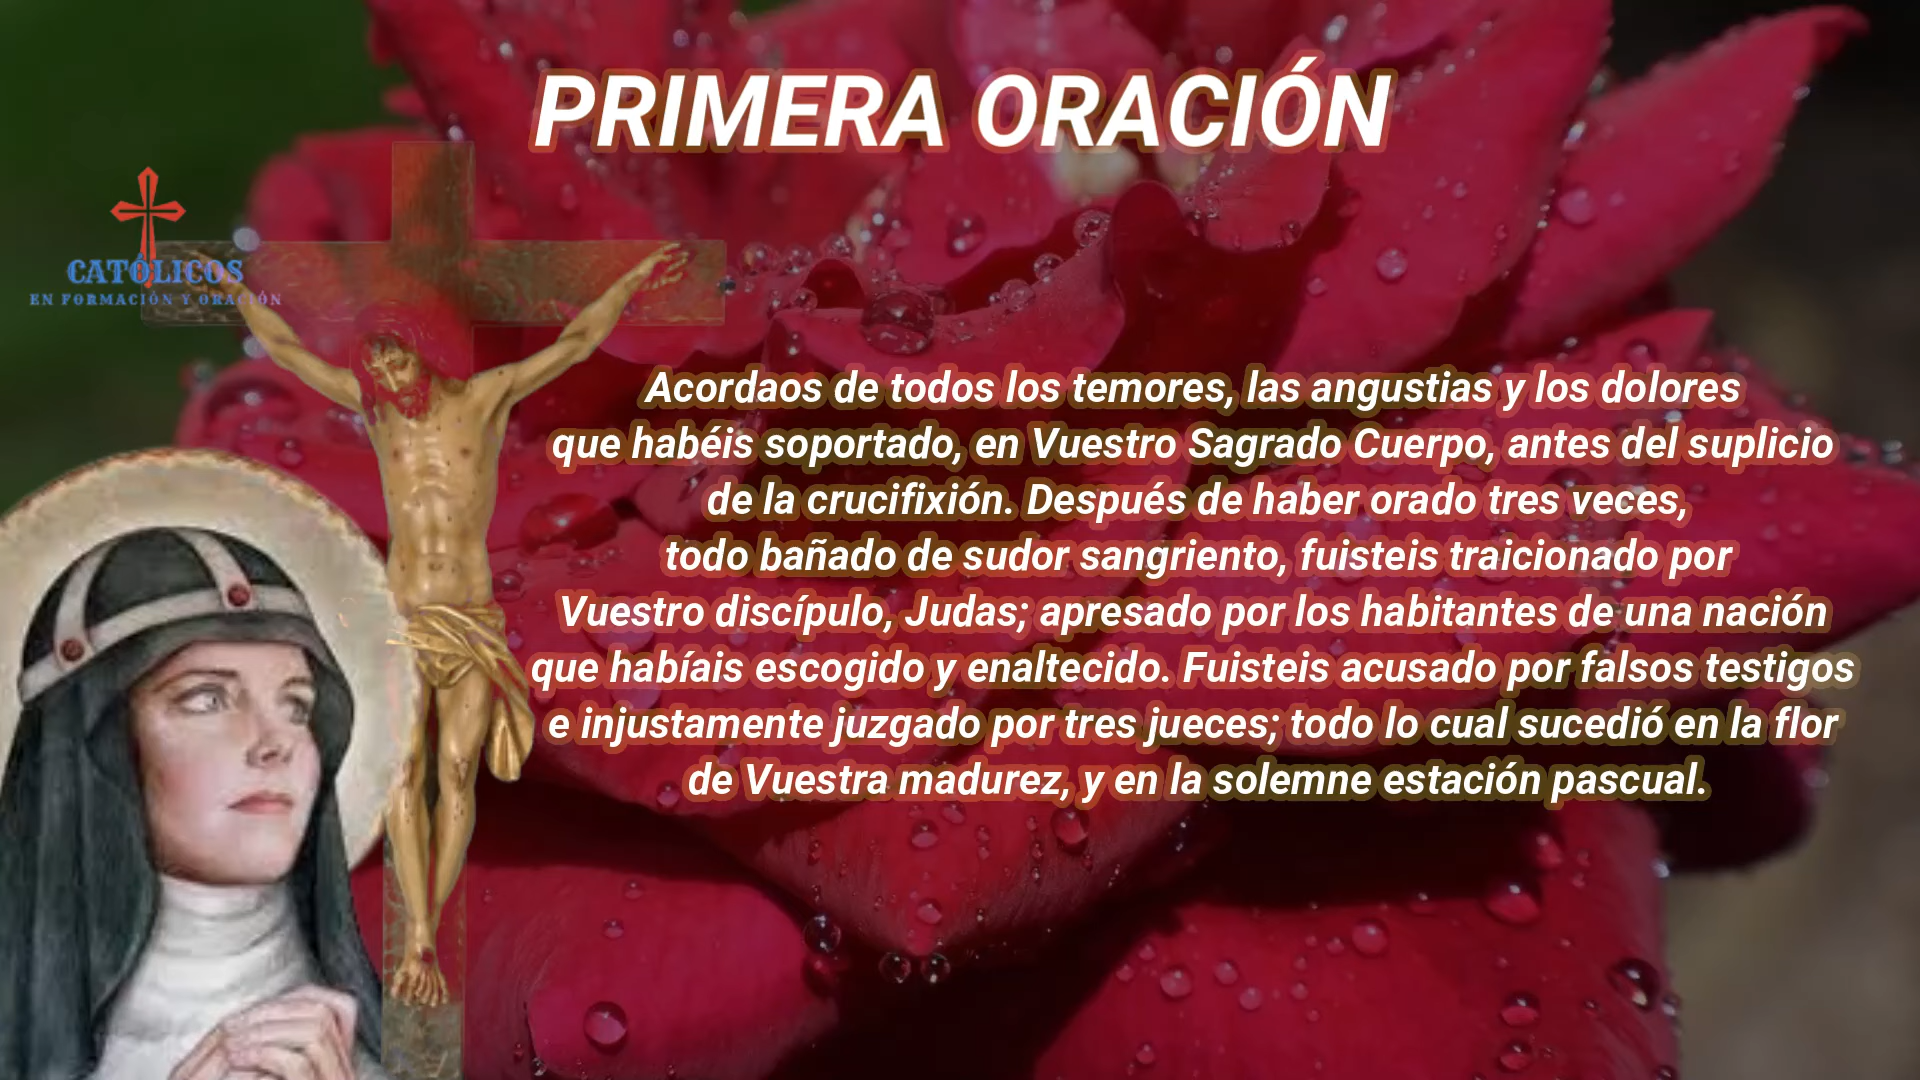 PRIMERA ORACIÓN
CATÓLICOS
EN FORMACIÓN Y ORACIÓN
Acordaos de todos los temores, las angustias y los dolores
que habéis soportado, en Vuestro Sagrado Cuerpo, antes del suplicio
de la crucifixión. Después de haber orado tres veces,
todo bañado de sudor sangriento, fuisteis traicionado por
Vuestro discípulo, Judas; apresado por los habitantes de una nación
que habíais escogido y enaltecido. Fuisteis acusado por falsos testigos
e injustamente juzgado por tres jueces; todo lo cual sucedió en la flor
de Vuestra madurez, y en la solemne estación pascual.